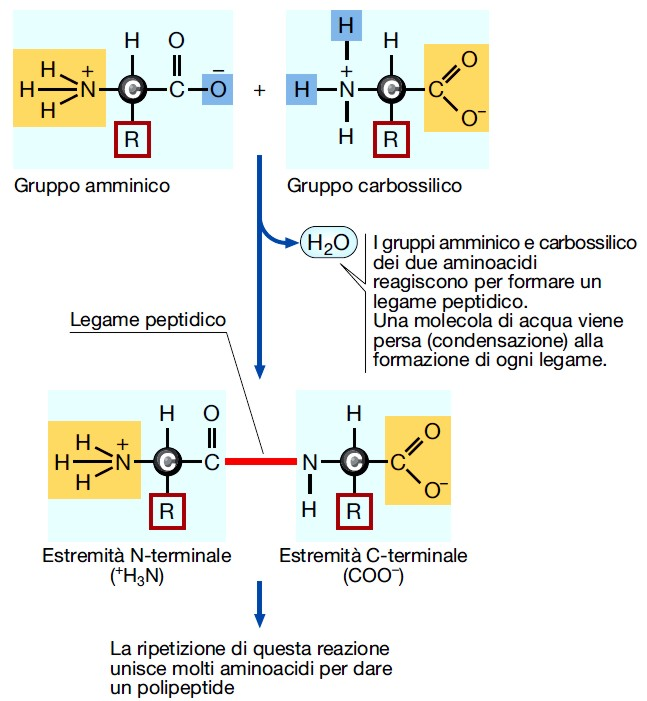 H H O − H H O
H H H N + C C O + H N + C C O−
R H R
Gruppo amminico
Gruppo carbossilico
H₂O
I gruppi amminico e carbossilico
dei due aminoacidi
reagiscono per formare un
legame peptidico.
Una molecola di acqua viene
persa (condensazione) alla
formazione di ogni legame.
Legame peptidico
H O H O
H H H N + C C N C C O−
R H R
Estremità N-terminale
(⁺H₃N)
Estremità C-terminale
(COO⁻)
La ripetizione di questa reazione
unisce molti aminoacidi per dare
un polipeptide